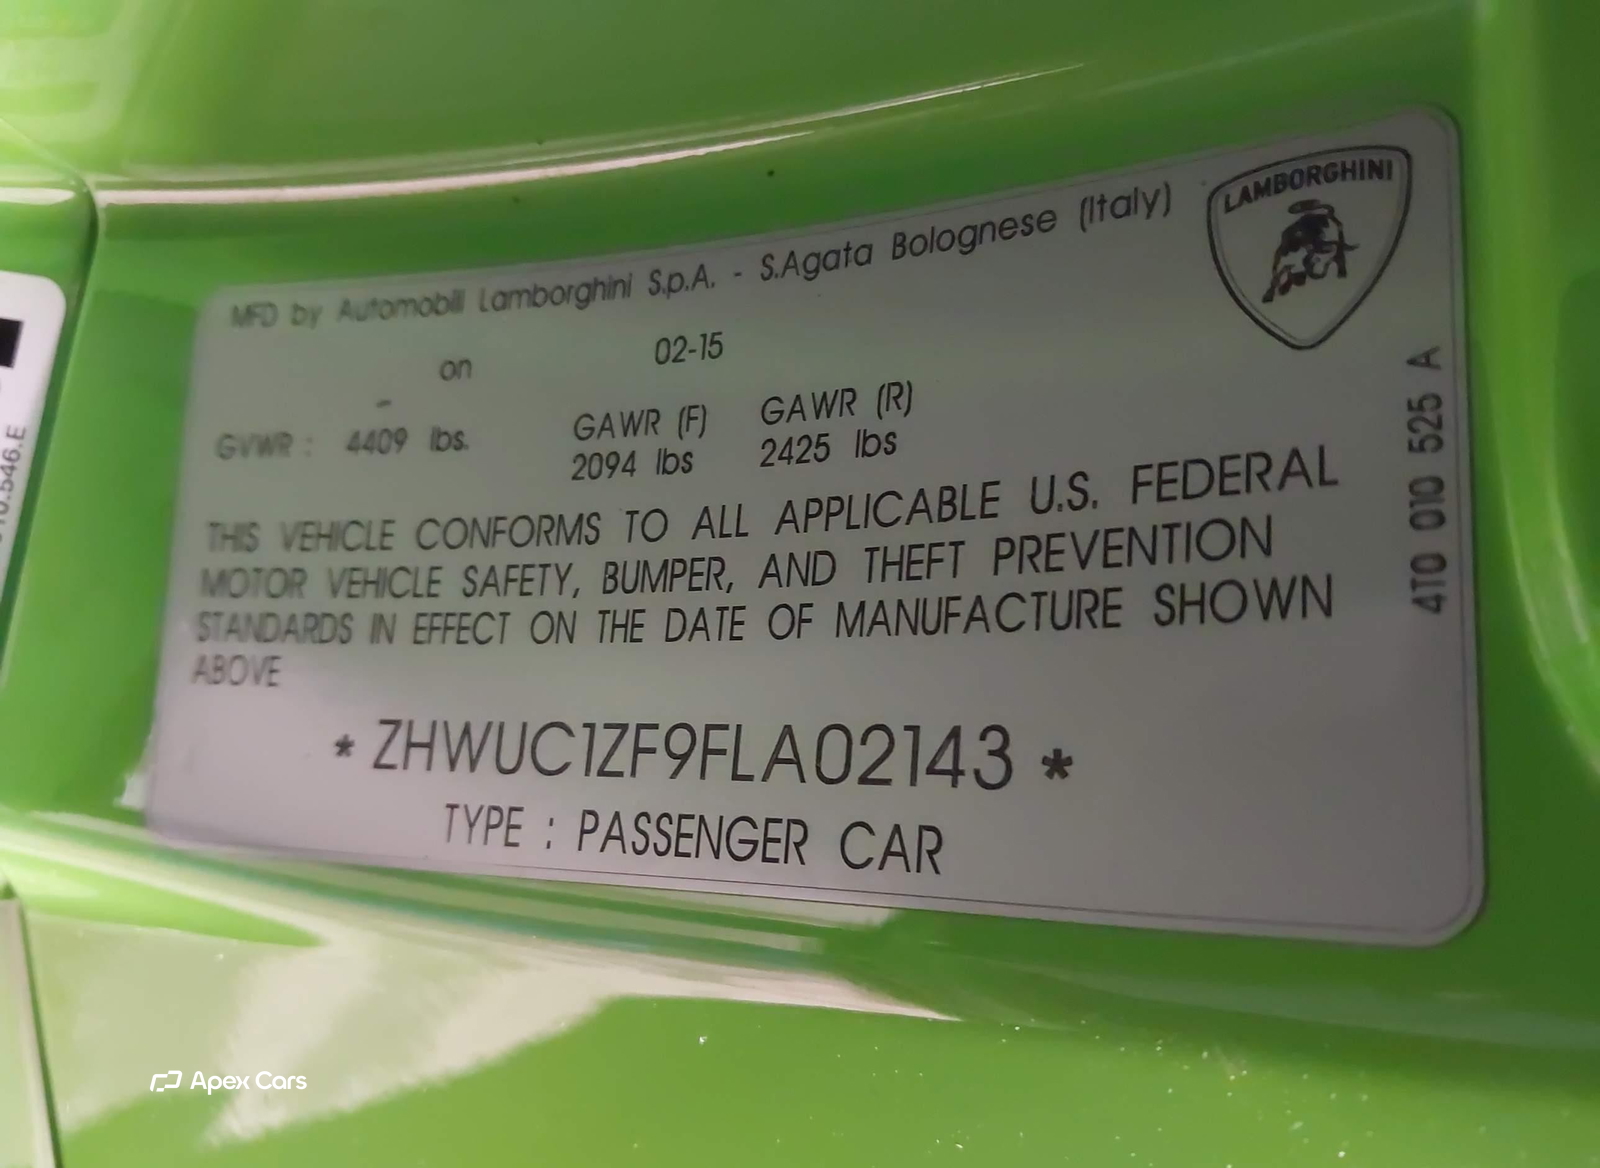 LAMBORGHINI
MFD by Automobili Lamborghini S.p.A. - S.Agata Bolognese (Italy)
on 02-15
GVWR : 4409 lbs. GAWR (F) 2094 lbs GAWR (R) 2425 lbs
THIS VEHICLE CONFORMS TO ALL APPLICABLE U.S. FEDERAL
MOTOR VEHICLE SAFETY, BUMPER, AND THEFT PREVENTION
STANDARDS IN EFFECT ON THE DATE OF MANUFACTURE SHOWN
ABOVE
* ZHWUC1ZF9FLA02143 *
TYPE : PASSENGER CAR
4T0 010 525 A
Apex Cars